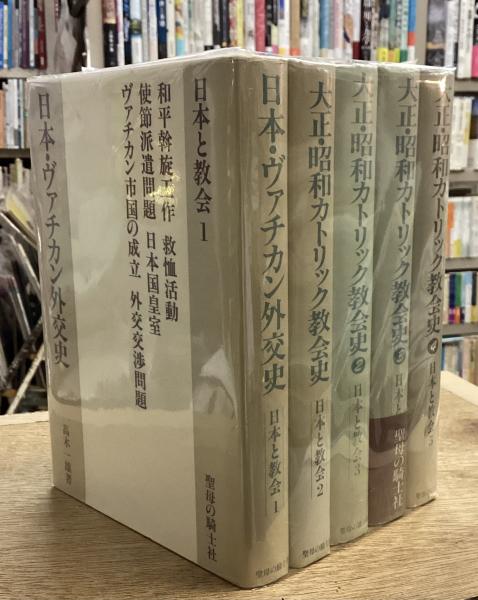 日本と教会 1
和平斡旋工作 救恤活動
使節派遣問題 日本国皇室
ヴァチカン市国の成立 外交交渉問題
日本・ヴァチカン外交史
高木一雄著
聖母の騎士社
日本・ヴァチカン外交史 日本と教会 1
大正・昭和カトリック教会史 日本と教会 2
大正・昭和カトリック教会史 2 日本と教会 3
大正・昭和カトリック教会史 3 日本と
聖母の騎士社
大正・昭和カトリック教会史 4 日本と教会 5